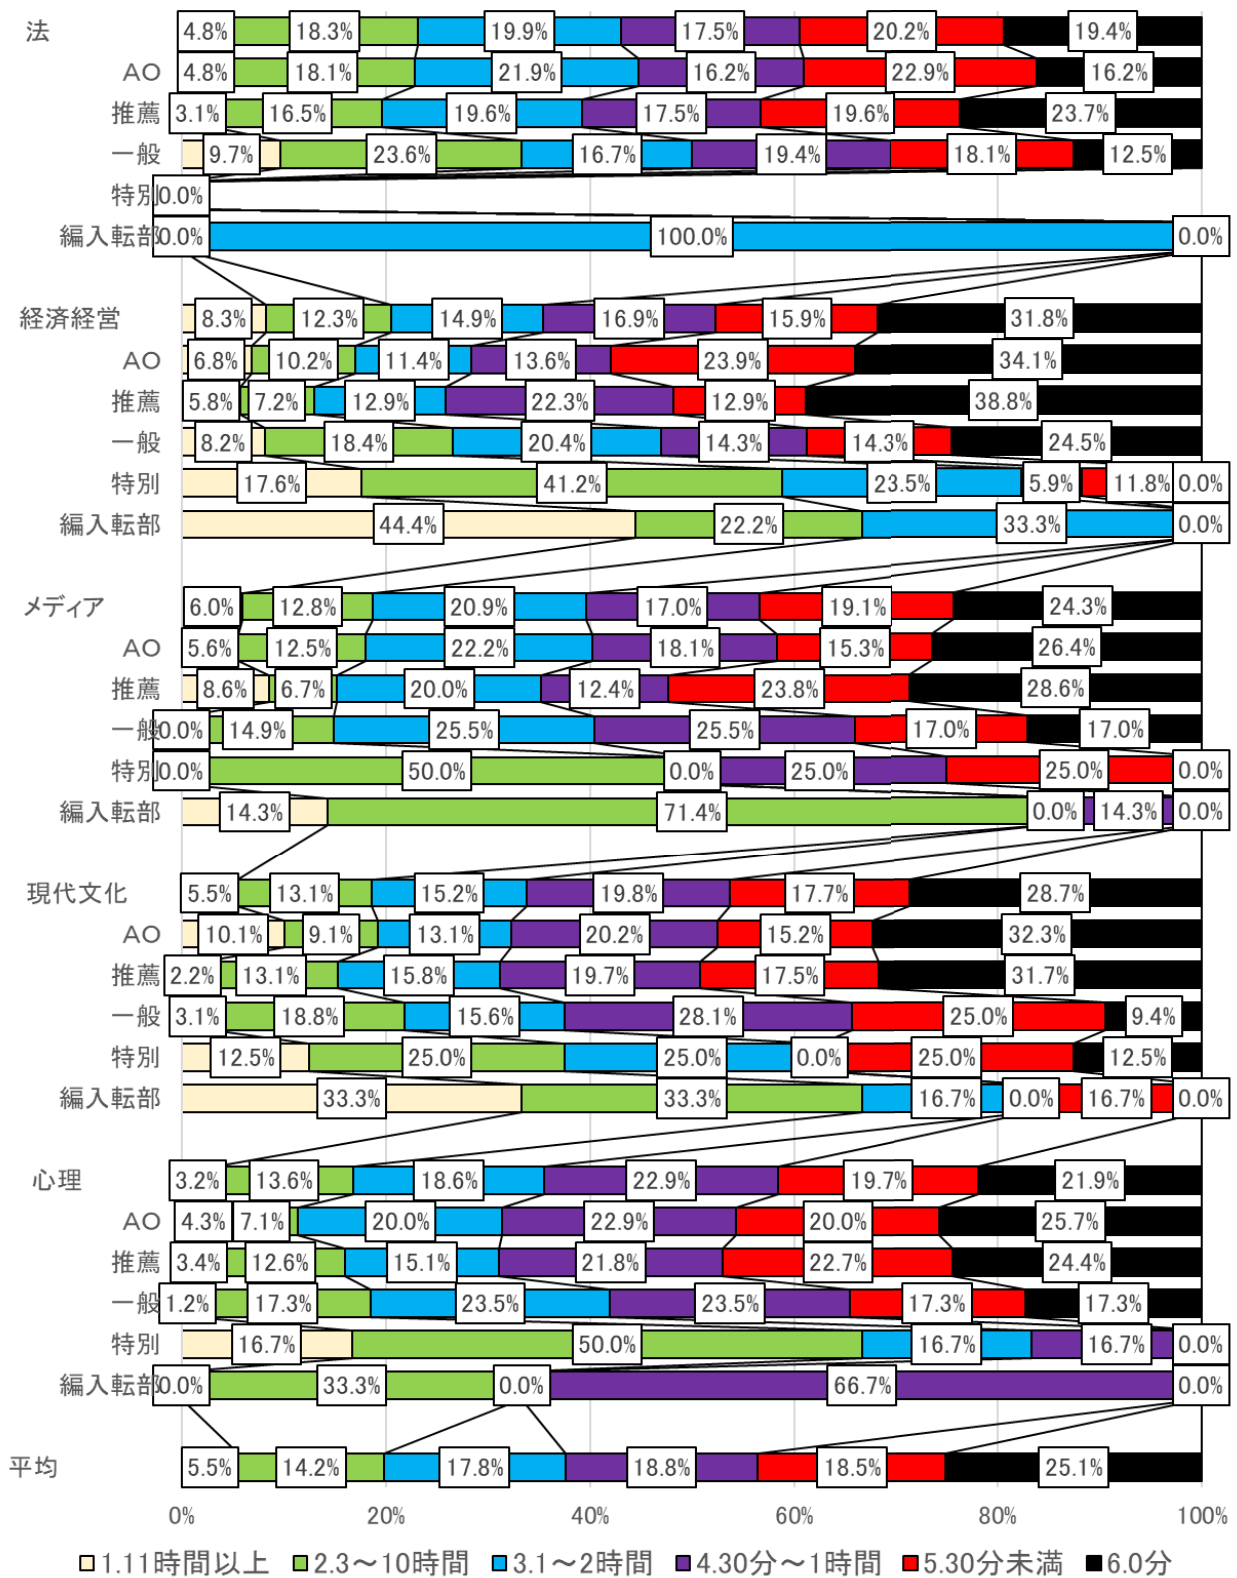 法 4.8% 18.3% 19.9% 17.5% 20.2% 19.4%
AO 4.8% 18.1% 21.9% 16.2% 22.9% 16.2%
推薦 3.1% 16.5% 19.6% 17.5% 19.6% 23.7%
一般 9.7% 23.6% 16.7% 19.4% 18.1% 12.5%
特別 0.0%
編入転部 0.0% 100.0% 0.0%
経済経営 8.3% 12.3% 14.9% 16.9% 15.9% 31.8%
AO 6.8% 10.2% 11.4% 13.6% 23.9% 34.1%
推薦 5.8% 7.2% 12.9% 22.3% 12.9% 38.8%
一般 8.2% 18.4% 20.4% 14.3% 14.3% 24.5%
特別 17.6% 41.2% 23.5% 5.9% 11.8% 0.0%
編入転部 44.4% 22.2% 33.3% 0.0%
メディア 6.0% 12.8% 20.9% 17.0% 19.1% 24.3%
AO 5.6% 12.5% 22.2% 18.1% 15.3% 26.4%
推薦 8.6% 6.7% 20.0% 12.4% 23.8% 28.6%
一般 0.0% 14.9% 25.5% 25.5% 17.0% 17.0%
特別 0.0% 50.0% 0.0% 25.0% 25.0% 0.0%
編入転部 14.3% 71.4% 0.0% 14.3% 0.0%
現代文化 5.5% 13.1% 15.2% 19.8% 17.7% 28.7%
AO 10.1% 9.1% 13.1% 20.2% 15.2% 32.3%
推薦 2.2% 13.1% 15.8% 19.7% 17.5% 31.7%
一般 3.1% 18.8% 15.6% 28.1% 25.0% 9.4%
特別 12.5% 25.0% 25.0% 0.0% 25.0% 12.5%
編入転部 33.3% 33.3% 16.7% 0.0% 16.7% 0.0%
心理 3.2% 13.6% 18.6% 22.9% 19.7% 21.9%
AO 4.3% 7.1% 20.0% 22.9% 20.0% 25.7%
推薦 3.4% 12.6% 15.1% 21.8% 22.7% 24.4%
一般 1.2% 17.3% 23.5% 23.5% 17.3% 17.3%
特別 16.7% 50.0% 16.7% 16.7% 0.0%
編入転部 0.0% 33.3% 0.0% 66.7% 0.0%
平均 5.5% 14.2% 17.8% 18.8% 18.5% 25.1%
0% 20% 40% 60% 80% 100%
1.11時間以上 2.3～10時間 3.1～2時間 4.30分～1時間 5.30分未満 6.0分